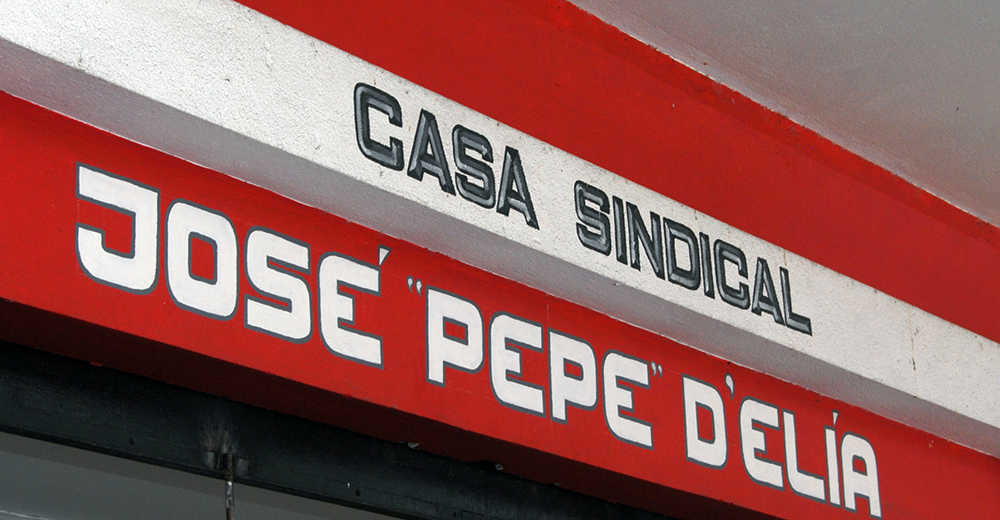 CASA SINDICAL
JOSÉ "PEPE" D'ELÍA